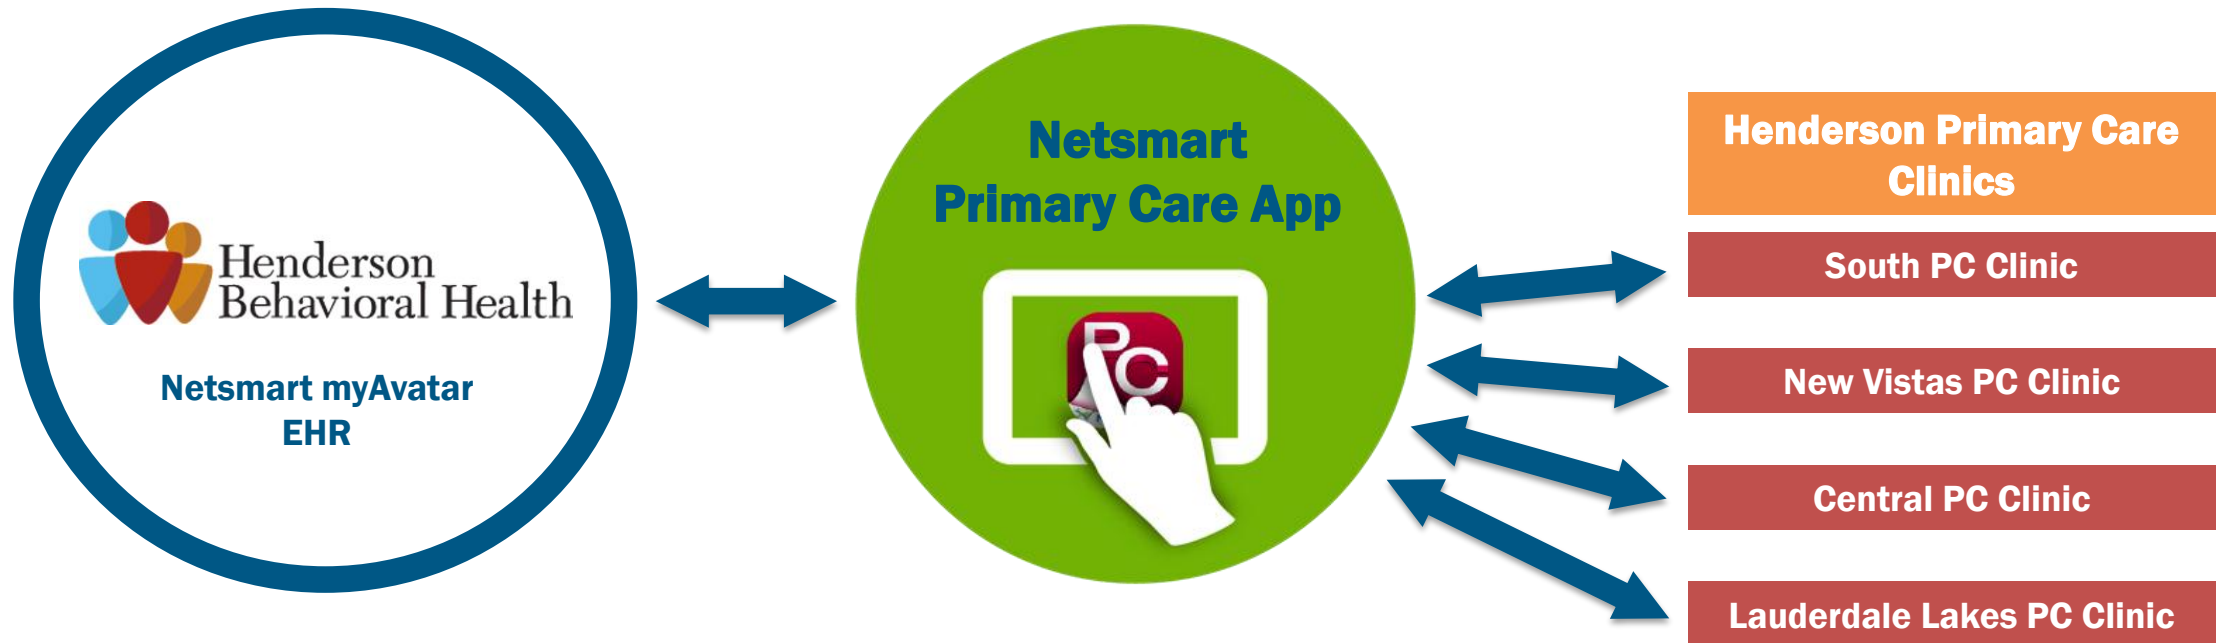 Henderson
Behavioral Health
Netsmart myAvatar
EHR
Netsmart
Primary Care App
PC
Henderson Primary Care
Clinics
South PC Clinic
New Vistas PC Clinic
Central PC Clinic
Lauderdale Lakes PC Clinic